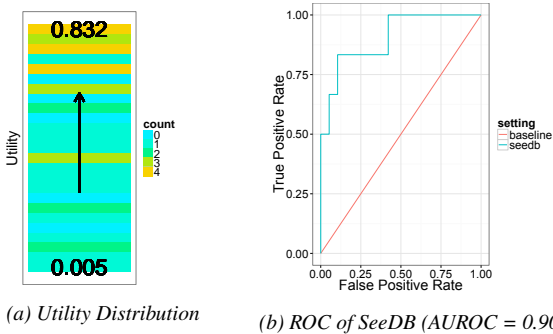 0.832
Utility
0.005
count
0
1
2
3
4
(a) Utility Distribution
1.00
0.75
0.50
0.25
0.00
True Positive Rate
0.00 0.25 0.50 0.75 1.00
False Positive Rate
setting
baseline
seedb
(b) ROC of SeeDB (AUROC = 0.90